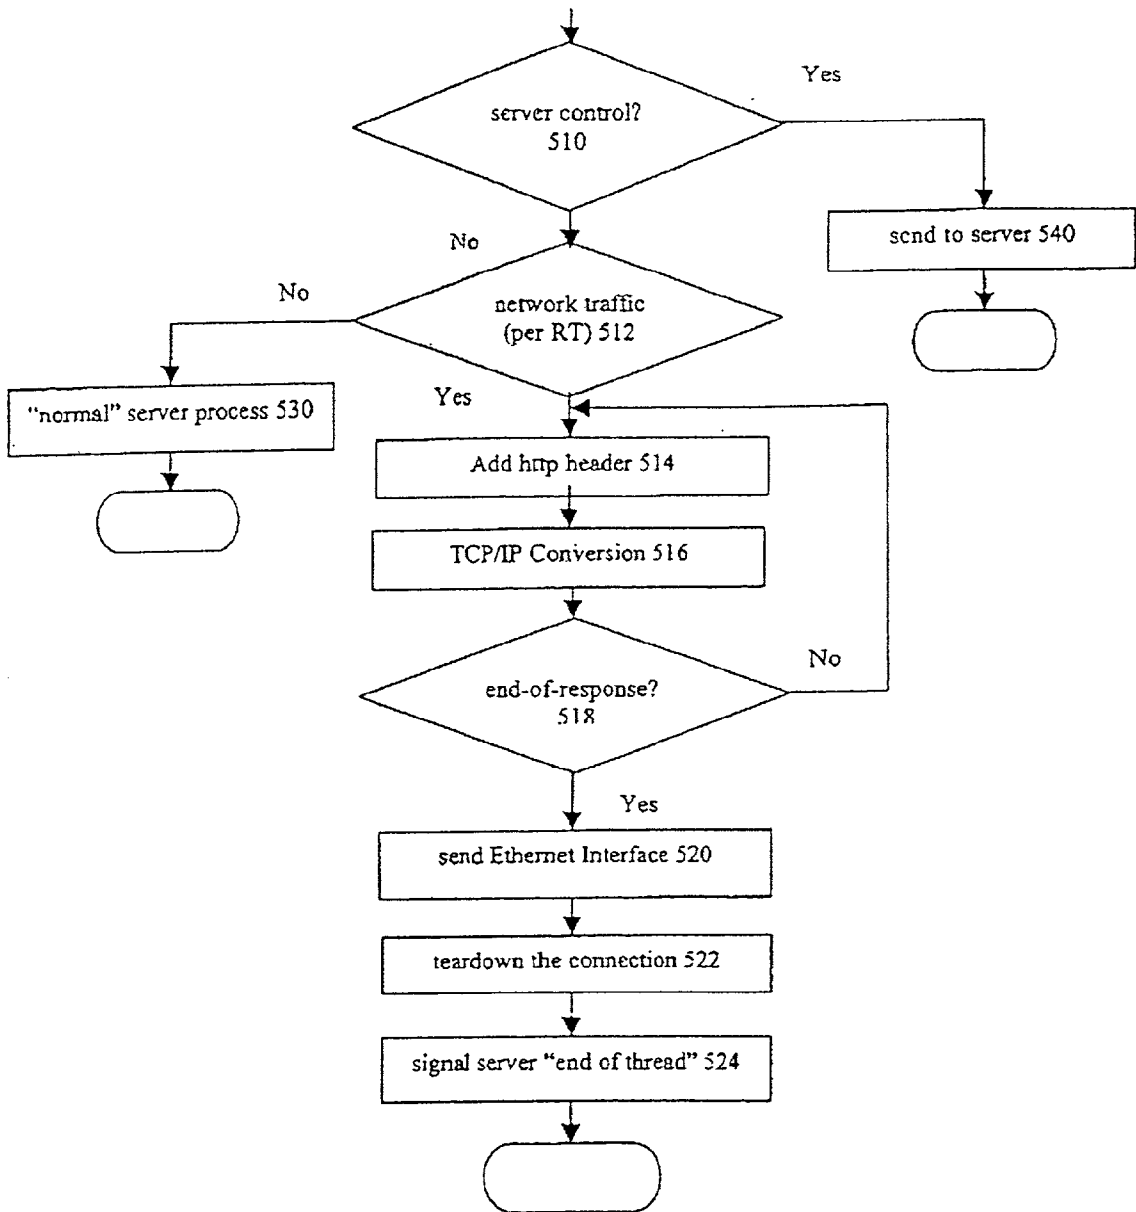 Yes
server control?
510
No
send to server 540
No
network traffic
(per RT) 512
Yes
"normal" server process 530
Add http header 514
TCP/IP Conversion 516
No
end-of-response?
518
Yes
send Ethernet Interface 520
teardown the connection 522
signal server "end of thread" 524